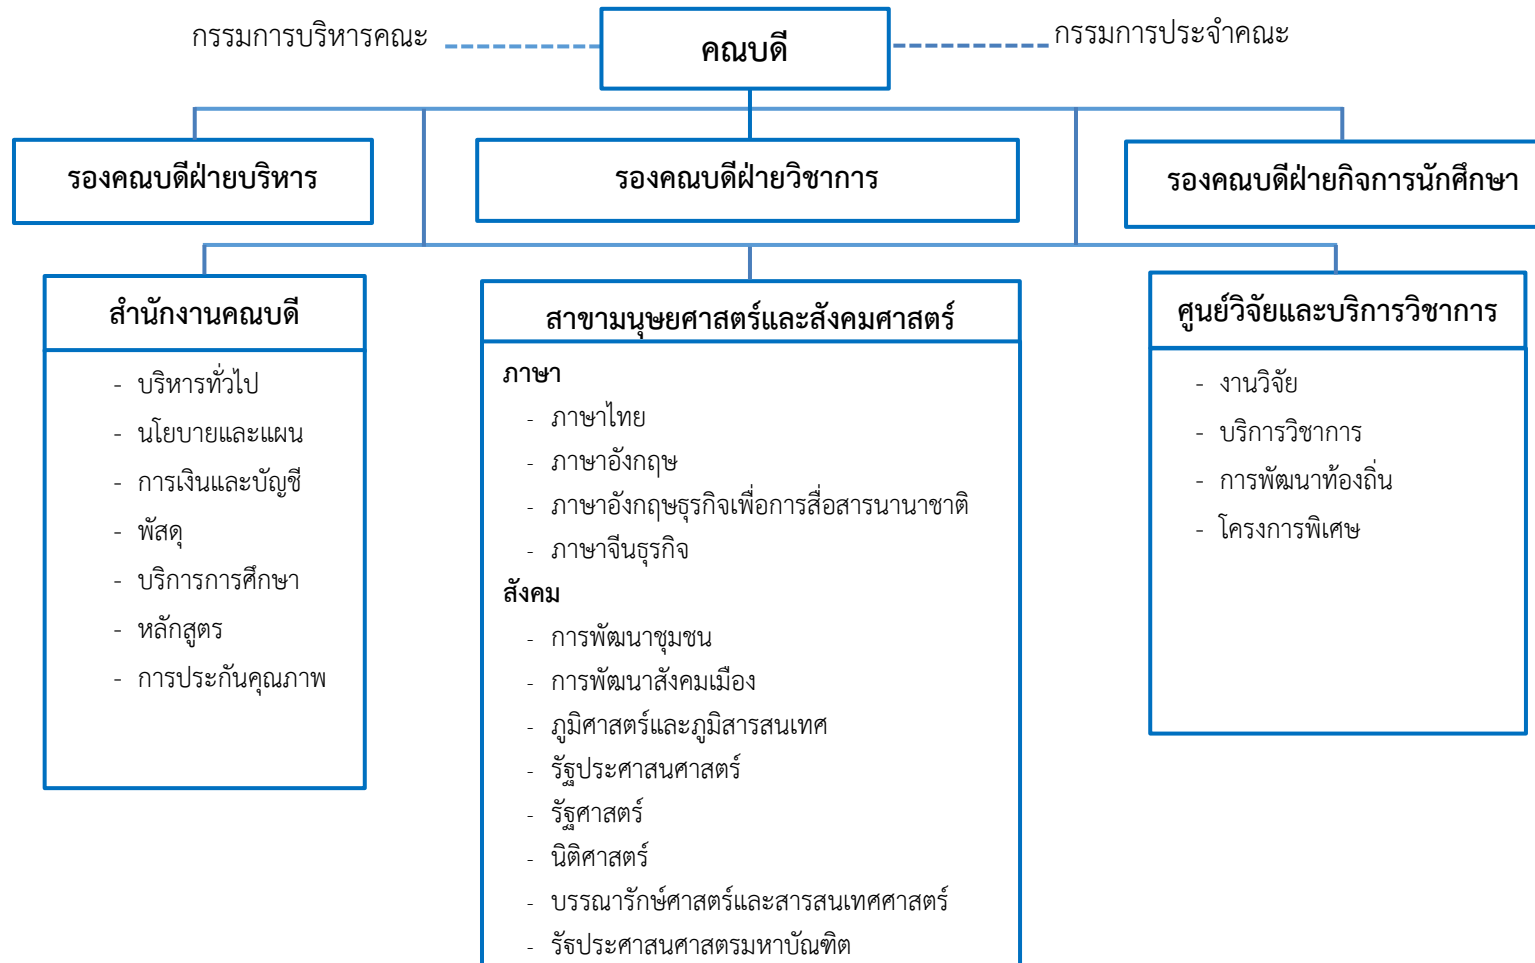 กรรมการบริหารคณะ
คณบดี
กรรมการประจำคณะ
รองคณบดีฝ่ายบริหาร
รองคณบดีฝ่ายวิชาการ
รองคณบดีฝ่ายกิจการนักศึกษา
สำนักงานคณบดี
- บริหารทั่วไป
- นโยบายและแผน
- การเงินและบัญชี
- พัสดุ
- บริการการศึกษา
- หลักสูตร
- การประกันคุณภาพ
สาขามนุษยศาสตร์และสังคมศาสตร์
ภาษา
- ภาษาไทย
- ภาษาอังกฤษ
- ภาษาอังกฤษธุรกิจเพื่อการสื่อสารนานาชาติ
- ภาษาจีนธุรกิจ
สังคม
- การพัฒนาชุมชน
- การพัฒนาสังคมเมือง
- ภูมิศาสตร์และภูมิสารสนเทศ
- รัฐประศาสนศาสตร์
- รัฐศาสตร์
- นิติศาสตร์
- บรรณารักษ์ศาสตร์และสารสนเทศศาสตร์
- รัฐประศาสนศาสตรมหาบัณฑิต
ศูนย์วิจัยและบริการวิชาการ
- งานวิจัย
- บริการวิชาการ
- การพัฒนาท้องถิ่น
- โครงการพิเศษ